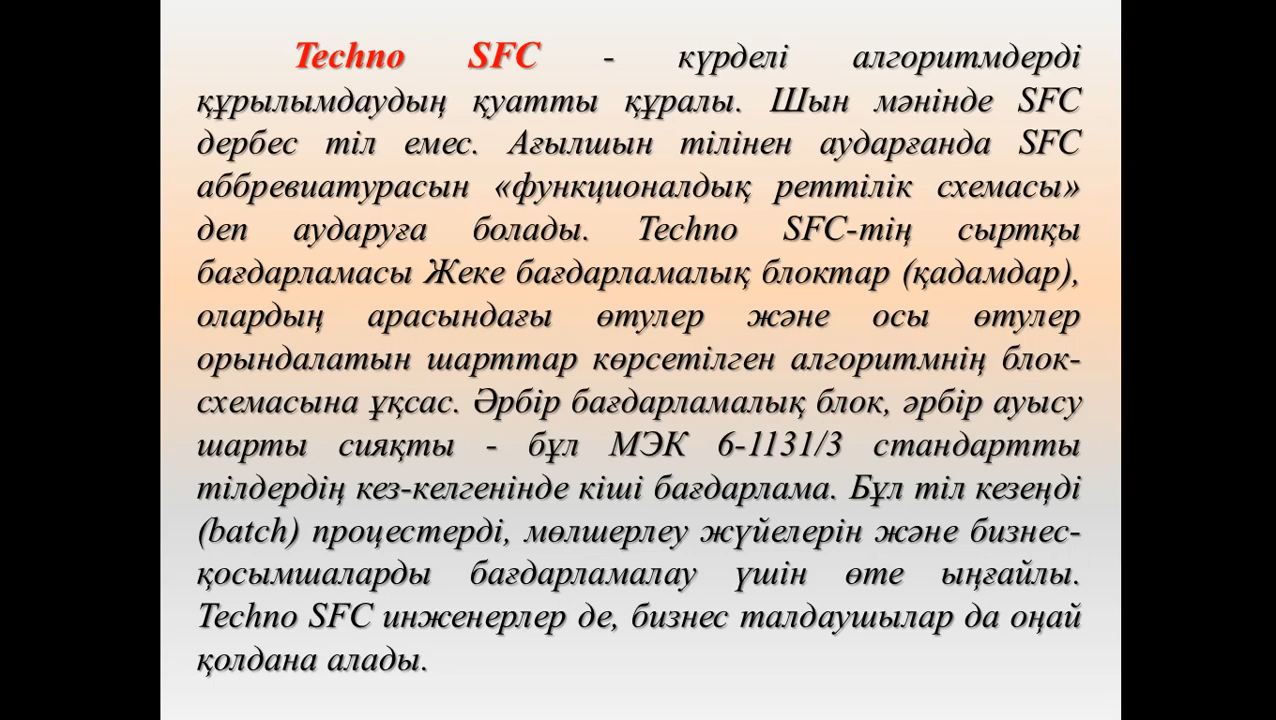 Techno SFC - күрделі алгоритмдерді
құрылымдаудың қуатты құралы. Шын мәнінде SFC
дербес тіл емес. Ағылшын тілінен аударғанда SFC
аббревиатурасын «функционалдық реттілік схемасы»
деп аударуға болады. Techno SFC-тің сыртқы
бағдарламасы Жеке бағдарламалық блоктар (қадамдар),
олардың арасындағы өтулер және осы өтулер
орындалатын шарттар көрсетілген алгоритмнің блок-
схемасына ұқсас. Әрбір бағдарламалық блок, әрбір ауысу
шарты сияқты - бұл МЭК 6-1131/3 стандартты
тілдердің кез-келгенінде кіші бағдарлама. Бұл тіл кезеңді
(batch) процестерді, мөлшерлеу жүйелерін және бизнес-
қосымшаларды бағдарламалау үшін өте ыңғайлы.
Techno SFC инженерлер де, бизнес талдаушылар да оңай
қолдана алады.